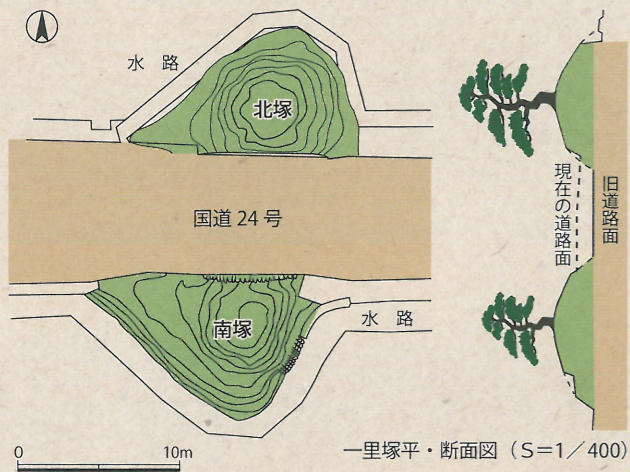 水 路
北塚
国道 24 号
南塚
水 路
現在の道路面
旧道路面
0 10m
一里塚平・断面図（S＝1／400）